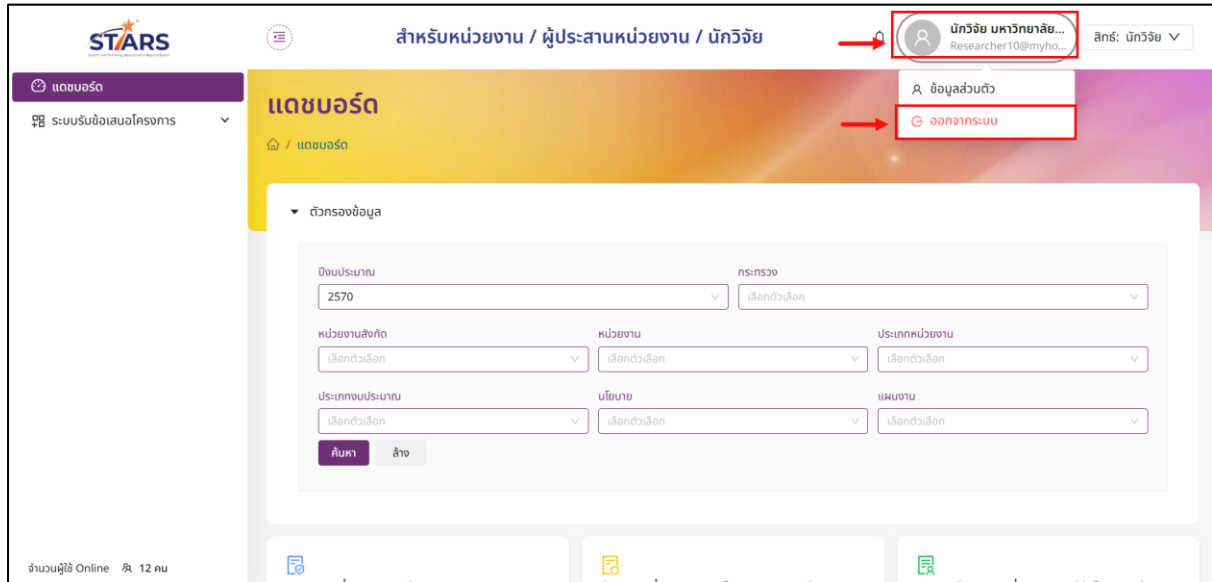 STARS
สำหรับหน่วยงาน / ผู้ประสานหน่วยงาน / นักวิจัย
นักวิจัย มหาวิทยาลัย...
Researcher10@myho...
สิทธิ์: นักวิจัย
แดชบอร์ด
ระบบรับข้อเสนอโครงการ
ข้อมูลส่วนตัว
ออกจากระบบ
แดชบอร์ด
/ แดชบอร์ด
ตัวกรองข้อมูล
ปีงบประมาณ
กระทรวง
2570
เลือกตัวเลือก
หน่วยงานสังกัด
หน่วยงาน
ประเภทหน่วยงาน
เลือกตัวเลือก
เลือกตัวเลือก
เลือกตัวเลือก
ประเภทงบประมาณ
นโยบาย
แผนงาน
เลือกตัวเลือก
เลือกตัวเลือก
เลือกตัวเลือก
ค้นหา
ล้าง
จำนวนผู้ใช้ Online 12 คน